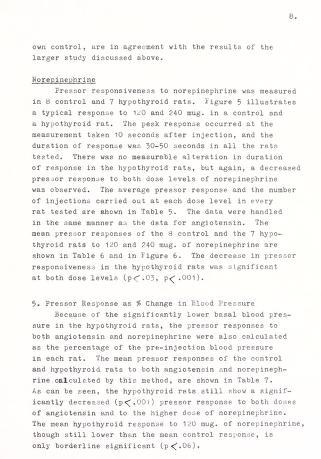 8.
own control, are in agreement with the results of the
larger study discussed above.
Norepinephrine
Pressor responsiveness to norepinephrine was measured
in 8 control and 7 hypothyroid rats. Figure 5 illustrates
a typical response to 120 and 240 mug. in a control and
a hypothyroid rat. The peak response occurred at the
measurement taken 10 seconds after injection, and the
duration of response was 30-50 seconds in all the rats
tested. There was no measurable alteration in duration
of response in the hypothyroid rats, but again, a decreased
pressor response to both dose levels of norepinephrine
was observed. The average pressor response and the number
of injections carried out at each dose level in every
rat tested are shown in Table 5. The data were handled
in the same manner as the data for angiotensin. The
mean pressor responses of the 8 control and the 7 hypo-
thyroid rats to 120 and 240 mug. of norepinephrine are
shown in Table 6 and in Figure 6. The decrease in pressor
responsiveness in the hypothyroid rats was significant
at both dose levels (p<.03, p<.001).
5. Pressor Response as % Change in Blood Pressure
Because of the significantly lower basal blood pres-
sure in the hypothyroid rats, the pressor responses to
both angiotensin and norepinephrine were also calculated
as the percentage of the pre-injection blood pressure
in each rat. The mean pressor responses of the control
and hypothyroid rats to both angiotensin and norepineph-
rine calculated by this method, are shown in Table 7.
As can be seen, the hypothyroid rats still show a signif-
icantly decreased (p<.001) pressor response to both doses
of angiotensin and to the higher dose of norepinephrine.
The mean hypothyroid response to 120 mug. of norepinephrine,
though still lower than the mean control response, is
only borderline significant (p<.06).